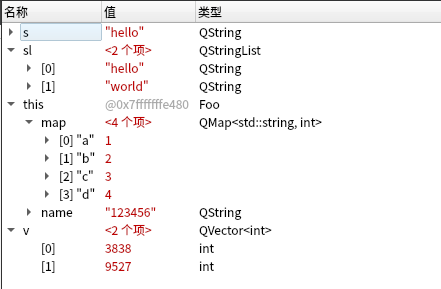 名称 值 类型
s "hello" QString
sl <2 个项> QStringList
[0] "hello" QString
[1] "world" QString
this @0x7fffffffe480 Foo
map <4 个项> QMap<std::string, int>
[0] "a" 1
[1] "b" 2
[2] "c" 3
[3] "d" 4
name "123456" QString
v <2 个项> QVector<int>
[0] 3838 int
[1] 9527 int